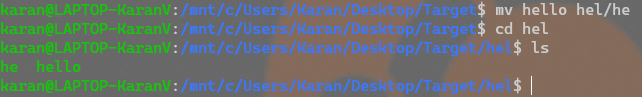 karan@LAPTOP-KaranV:/mnt/c/Users/Karan/Desktop/Target$ mv hello hel/he
karan@LAPTOP-KaranV:/mnt/c/Users/Karan/Desktop/Target$ cd hel
karan@LAPTOP-KaranV:/mnt/c/Users/Karan/Desktop/Target/hel$ ls
he  hello
karan@LAPTOP-KaranV:/mnt/c/Users/Karan/Desktop/Target/hel$